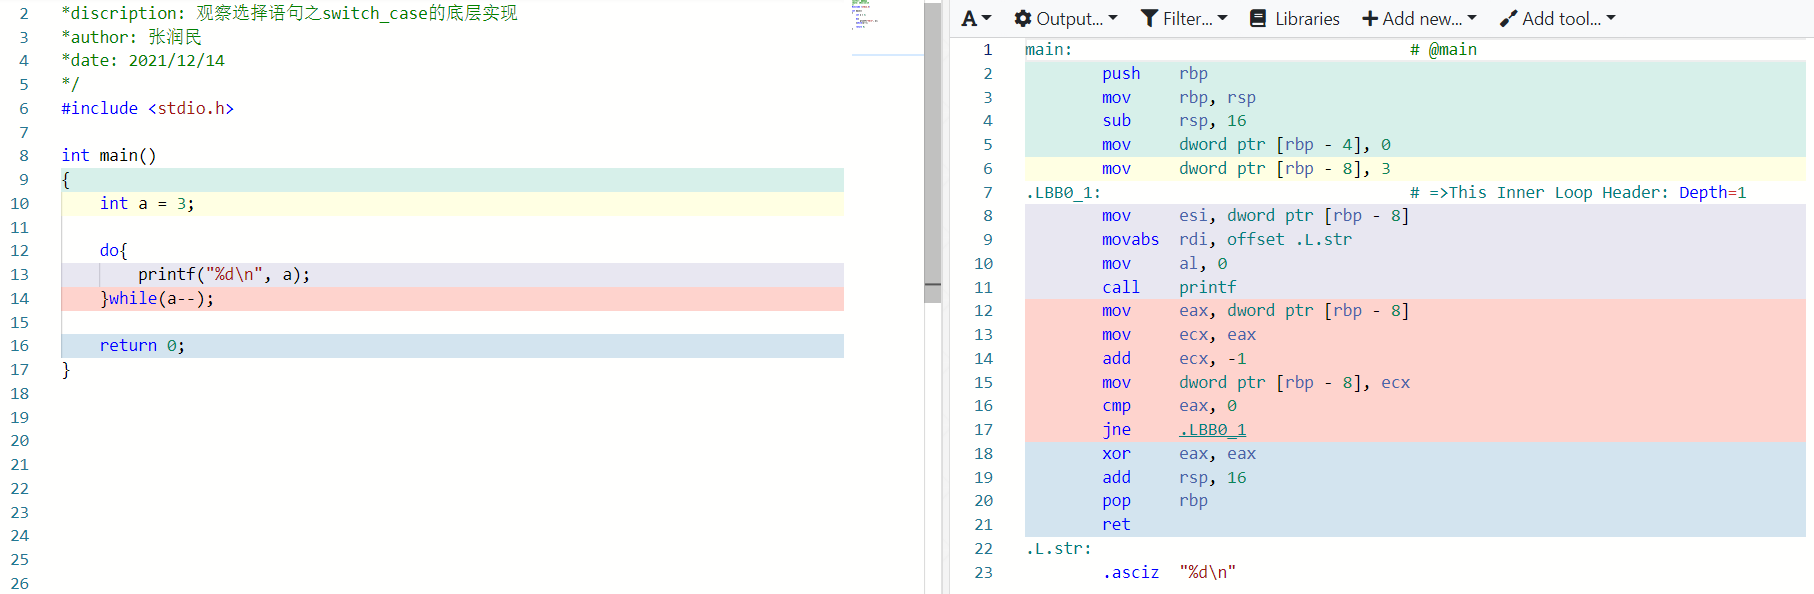 2 *discription: 观察选择语句之switch_case的底层实现
3 *author: 张润民
4 *date: 2021/12/14
5 */
6 #include <stdio.h>
7
8 int main()
9 {
10 int a = 3;
11
12 do{
13 printf("%d\n", a);
14 }while(a--);
15
16 return 0;
17 }
18
19
20
21
22
23
24
25
26
A Output... Filter... Libraries Add new... Add tool...
1 main: # @main
2 push rbp
3 mov rbp, rsp
4 sub rsp, 16
5 mov dword ptr [rbp - 4], 0
6 mov dword ptr [rbp - 8], 3
7 .LBB0_1: # =>This Inner Loop Header: Depth=1
8 mov esi, dword ptr [rbp - 8]
9 movabs rdi, offset .L.str
10 mov al, 0
11 call printf
12 mov eax, dword ptr [rbp - 8]
13 mov ecx, eax
14 add ecx, -1
15 mov dword ptr [rbp - 8], ecx
16 cmp eax, 0
17 jne .LBB0_1
18 xor eax, eax
19 add rsp, 16
20 pop rbp
21 ret
22 .L.str:
23 .asciz "%d\n"